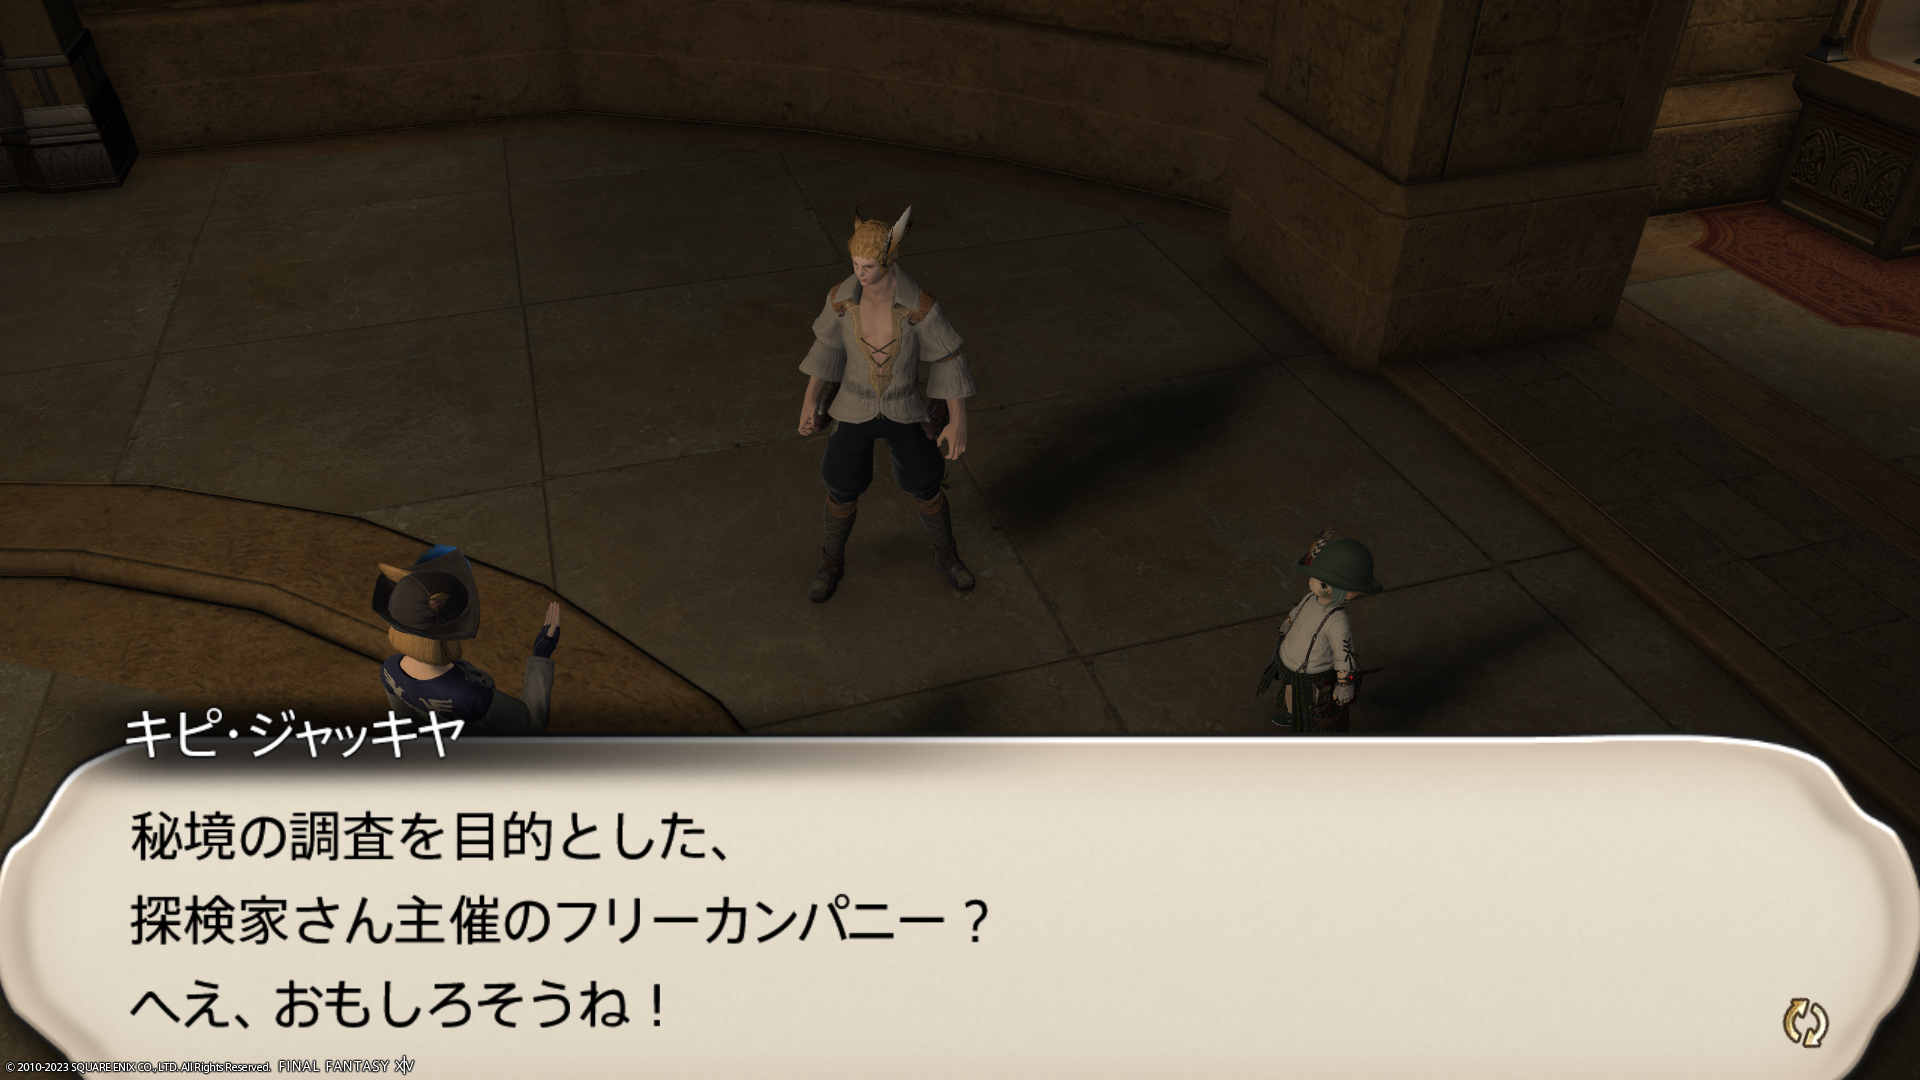 キピ・ジャッキヤ
秘境の調査を目的とした、
探検家さん主催のフリーカンパニー？
へえ、おもしろそうね！
© 2010-2023 SQUARE ENIX CO., LTD. All Rights Reserved. FINAL FANTASY XIV